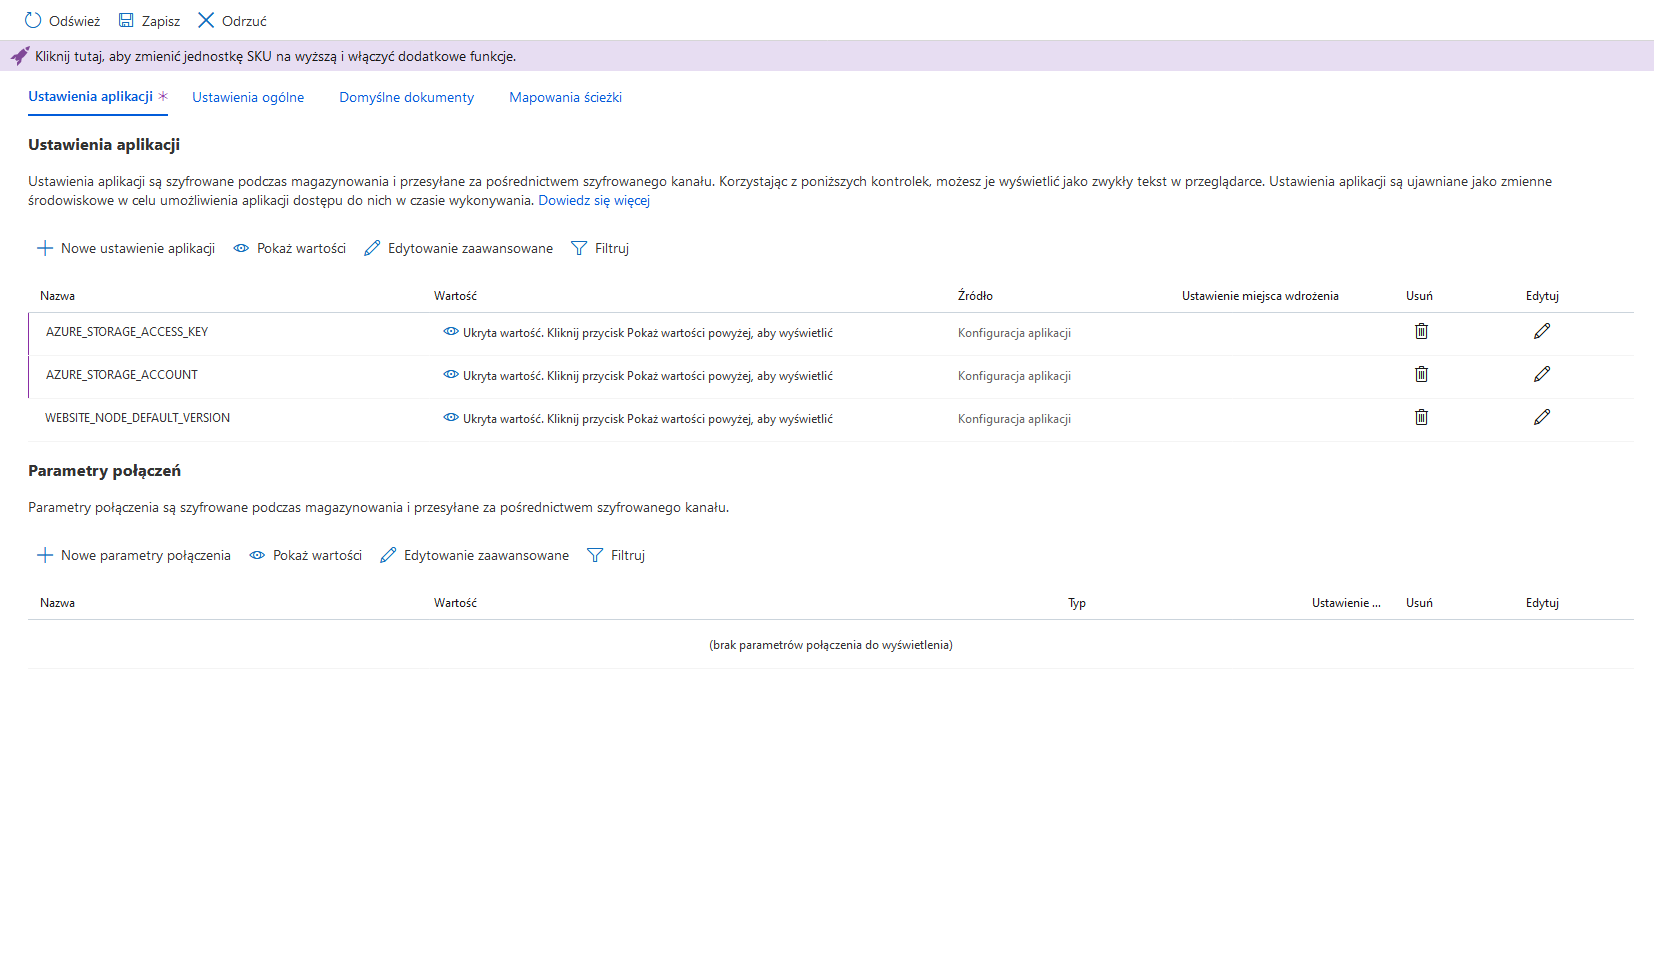 Odśwież Zapisz Odrzuć
Kliknij tutaj, aby zmienić jednostkę SKU na wyższą i włączyć dodatkowe funkcje.
Ustawienia aplikacji * Ustawienia ogólne Domyślne dokumenty Mapowania ścieżki
Ustawienia aplikacji
Ustawienia aplikacji są szyfrowane podczas magazynowania i przesyłane za pośrednictwem szyfrowanego kanału. Korzystając z poniższych kontrolek, możesz je wyświetlić jako zwykły tekst w przeglądarce. Ustawienia aplikacji są ujawniane jako zmienne
środowiskowe w celu umożliwienia aplikacji dostępu do nich w czasie wykonywania. Dowiedz się więcej
Nowe ustawienie aplikacji Pokaż wartości Edytowanie zaawansowane Filtruj
Nazwa Wartość Źródło Ustawienie miejsca wdrożenia Usuń Edytuj
AZURE_STORAGE_ACCESS_KEY Ukryta wartość. Kliknij przycisk Pokaż wartości powyżej, aby wyświetlić Konfiguracja aplikacji
AZURE_STORAGE_ACCOUNT Ukryta wartość. Kliknij przycisk Pokaż wartości powyżej, aby wyświetlić Konfiguracja aplikacji
WEBSITE_NODE_DEFAULT_VERSION Ukryta wartość. Kliknij przycisk Pokaż wartości powyżej, aby wyświetlić Konfiguracja aplikacji
Parametry połączeń
Parametry połączenia są szyfrowane podczas magazynowania i przesyłane za pośrednictwem szyfrowanego kanału.
Nowe parametry połączenia Pokaż wartości Edytowanie zaawansowane Filtruj
Nazwa Wartość Typ Ustawienie ... Usuń Edytuj
(brak parametrów połączenia do wyświetlenia)